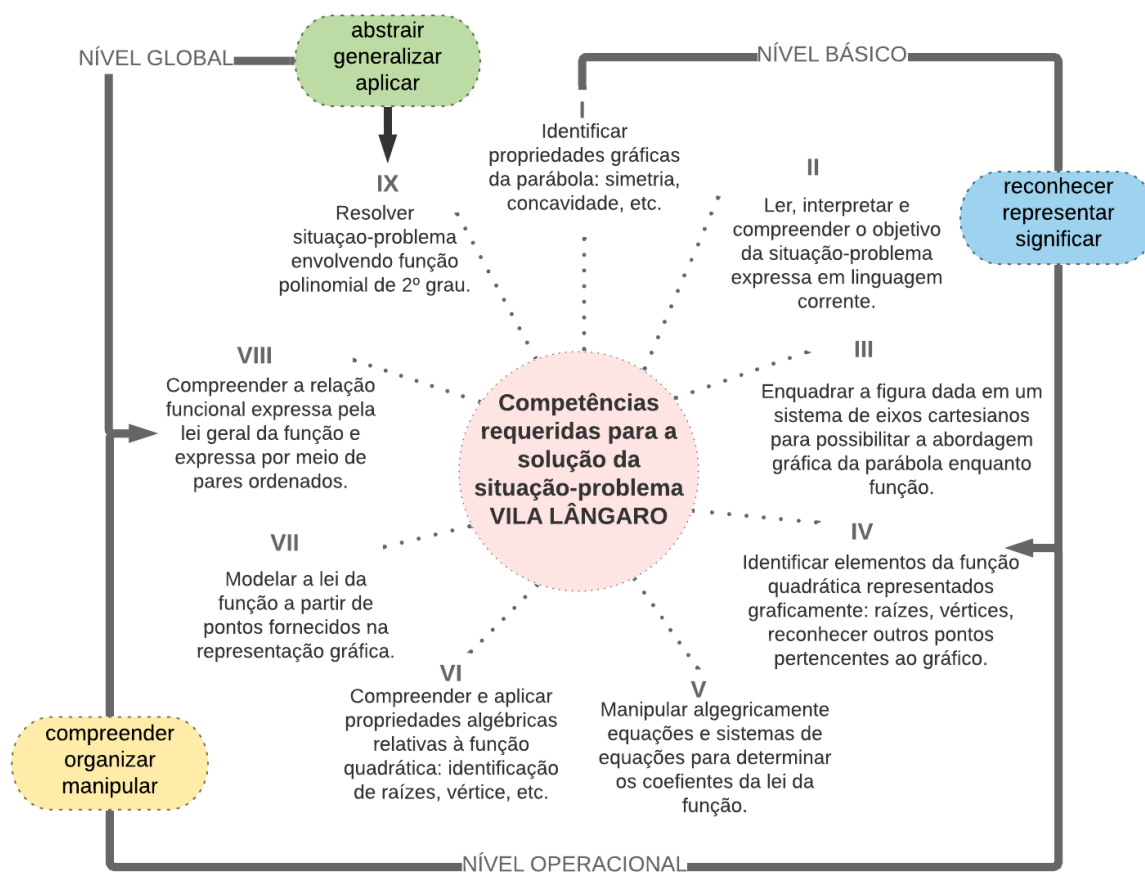 NÍVEL GLOBAL
abstrair
generalizar
aplicar
NÍVEL BÁSICO
I
Identificar
propriedades gráficas
da parábola: simetria,
concavidade, etc.
II
Ler, interpretar e
compreender o objetivo
da situação-problema
expressa em linguagem
corrente.
reconhecer
representar
significar
III
Enquadrar a figura dada em um
sistema de eixos cartesianos
para possibilitar a abordagem
gráfica da parábola enquanto
função.
IV
Identificar elementos da função
quadrática representados
graficamente: raízes, vértices,
reconhecer outros pontos
pertencentes ao gráfico.
V
Manipular algegricamente
equações e sistemas de
equações para determinar
os coefientes da lei da
função.
VI
Compreender e aplicar
propriedades algébricas
relativas à função
quadrática: identificação
de raízes, vértice, etc.
VII
Modelar a lei da
função a partir de
pontos fornecidos na
representação gráfica.
VIII
Compreender a relação
funcional expressa pela
lei geral da função e
expressa por meio de
pares ordenados.
IX
Resolver
situaçao-problema
envolvendo função
polinomial de 2º grau.
Competências
requeridas para a
solução da
situação-problema
VILA LÂNGARO
compreender
organizar
manipular
NÍVEL OPERACIONAL